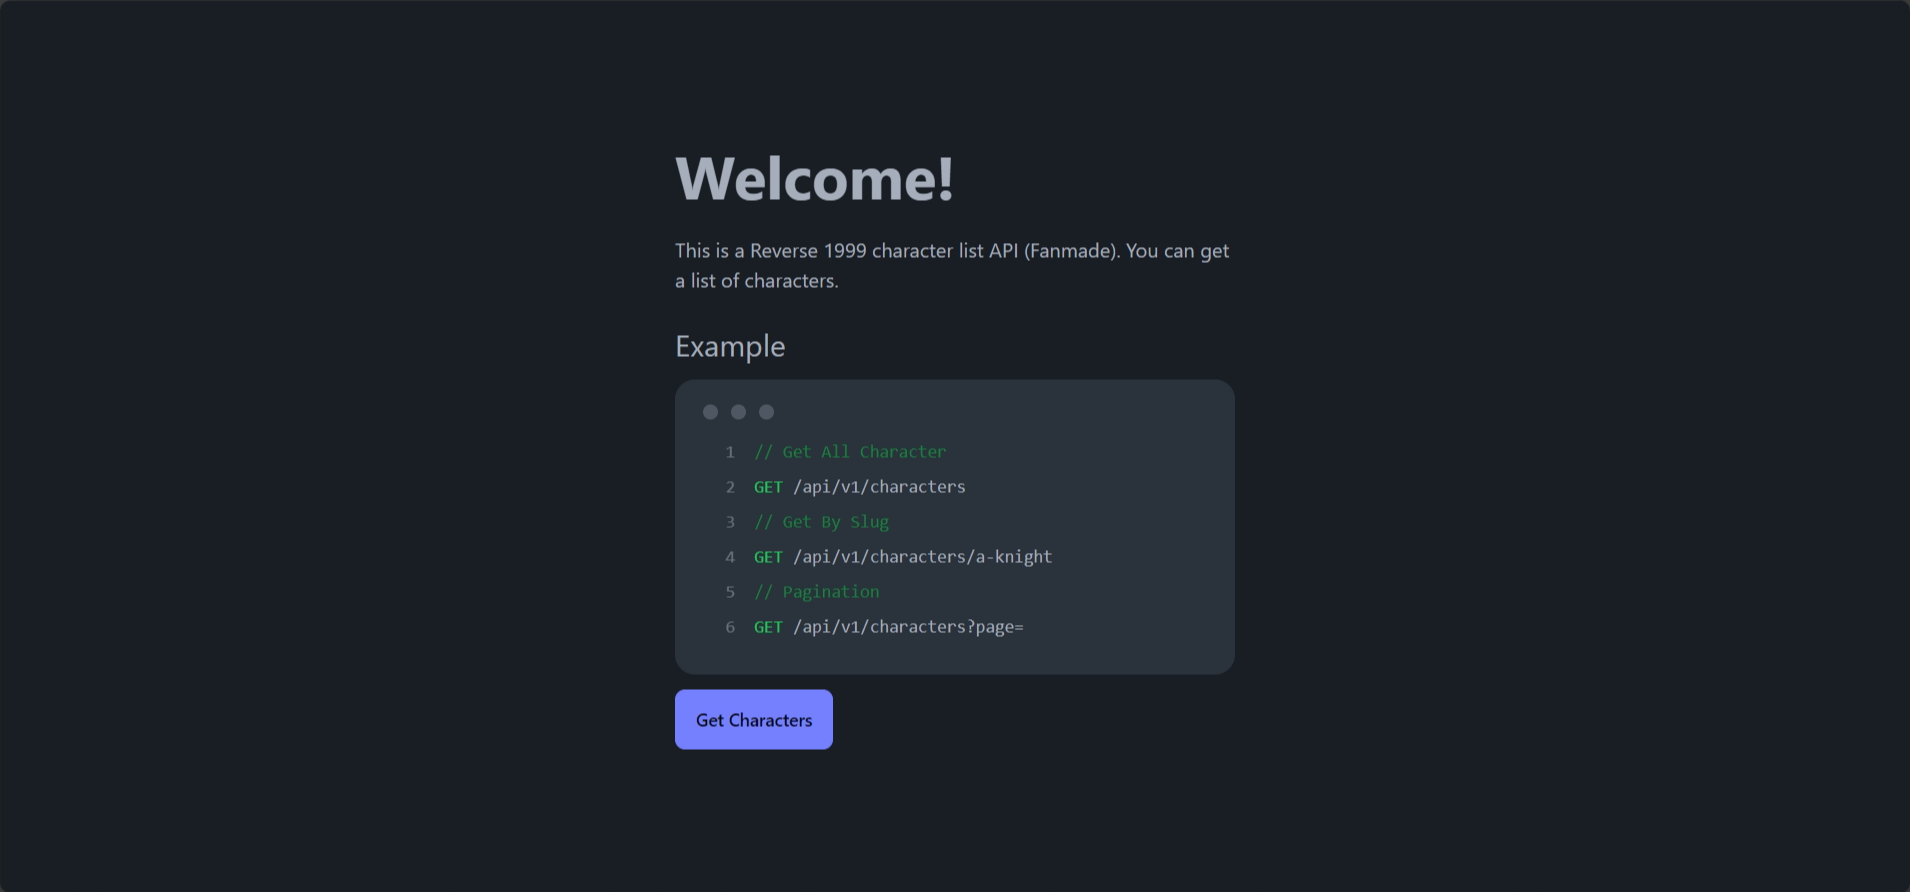 Welcome!
This is a Reverse 1999 character list API (Fanmade). You can get
a list of characters.
Example
1 // Get All Character
2 GET /api/v1/characters
3 // Get By Slug
4 GET /api/v1/characters/a-knight
5 // Pagination
6 GET /api/v1/characters?page=
Get Characters